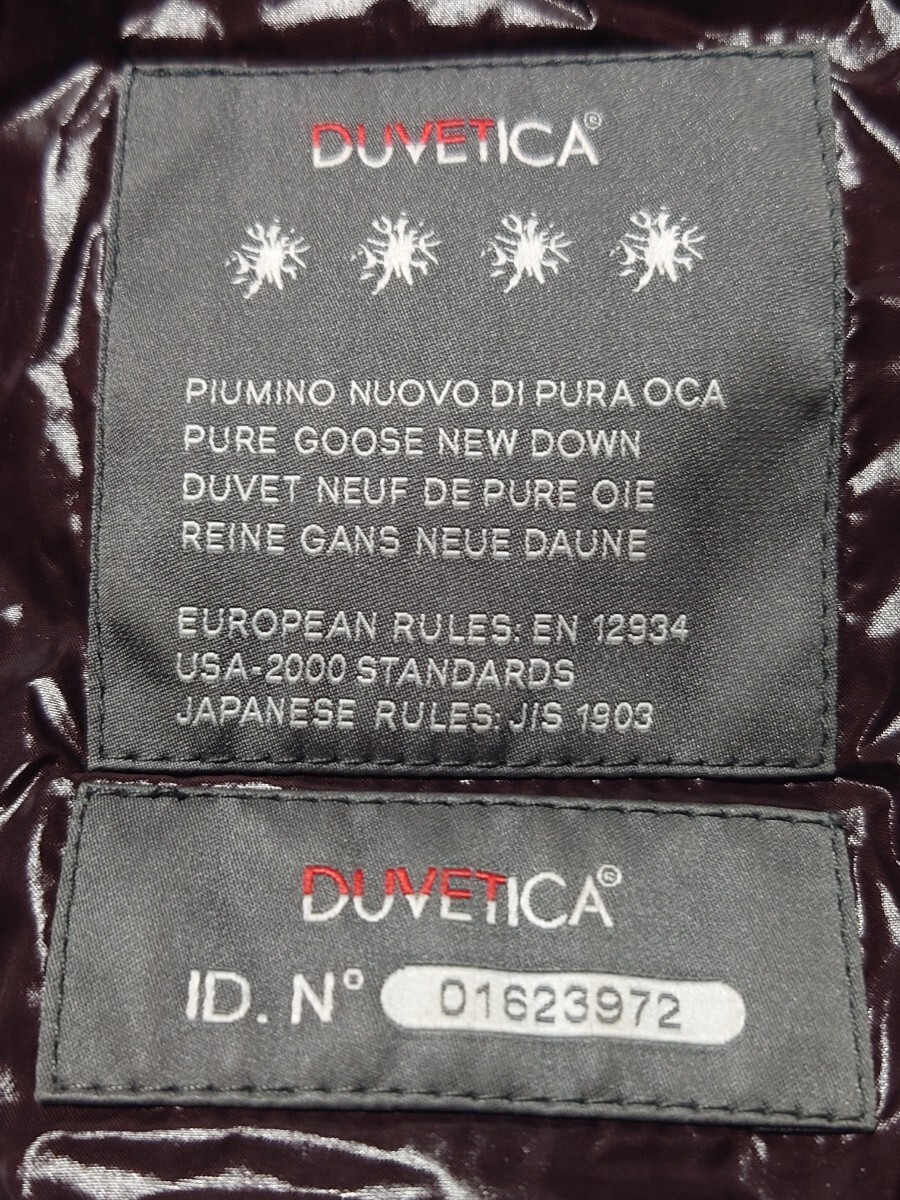 DUVETICA©
PIUMINO NUOVO DI PURA OCA
PURE GOOSE NEW DOWN
DUVET NEUF DE PURE OIE
REINE GANS NEUE DAUNE
EUROPEAN RULES: EN 12934
USA-2000 STANDARDS
JAPANESE RULES: JIS 1903
DUVETICA©
ID. N° 01623972